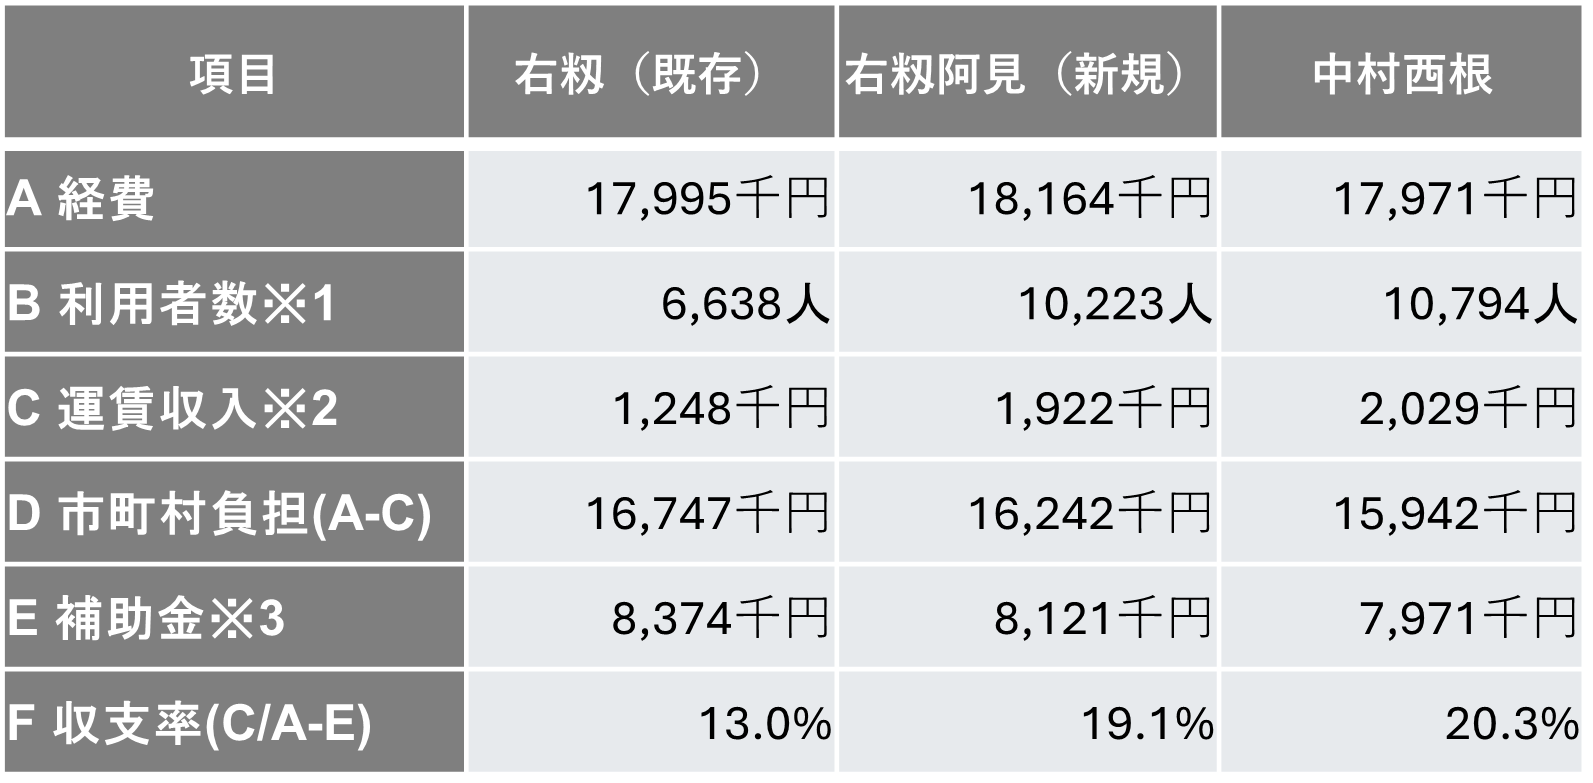 項目 右籾（既存） 右籾阿見（新規） 中村西根
A 経費 17,995千円 18,164千円 17,971千円
B 利用者数※1 6,638人 10,223人 10,794人
C 運賃収入※2 1,248千円 1,922千円 2,029千円
D 市町村負担(A-C) 16,747千円 16,242千円 15,942千円
E 補助金※3 8,374千円 8,121千円 7,971千円
F 収支率(C/A-E) 13.0% 19.1% 20.3%